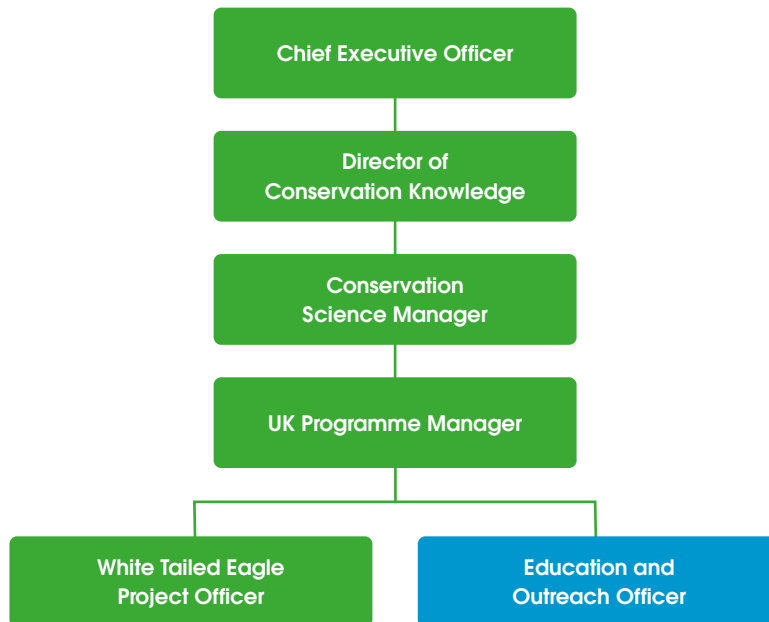 Chief Executive Officer
Director of
Conservation Knowledge
Conservation
Science Manager
UK Programme Manager
White Tailed Eagle
Project Officer
Education and
Outreach Officer